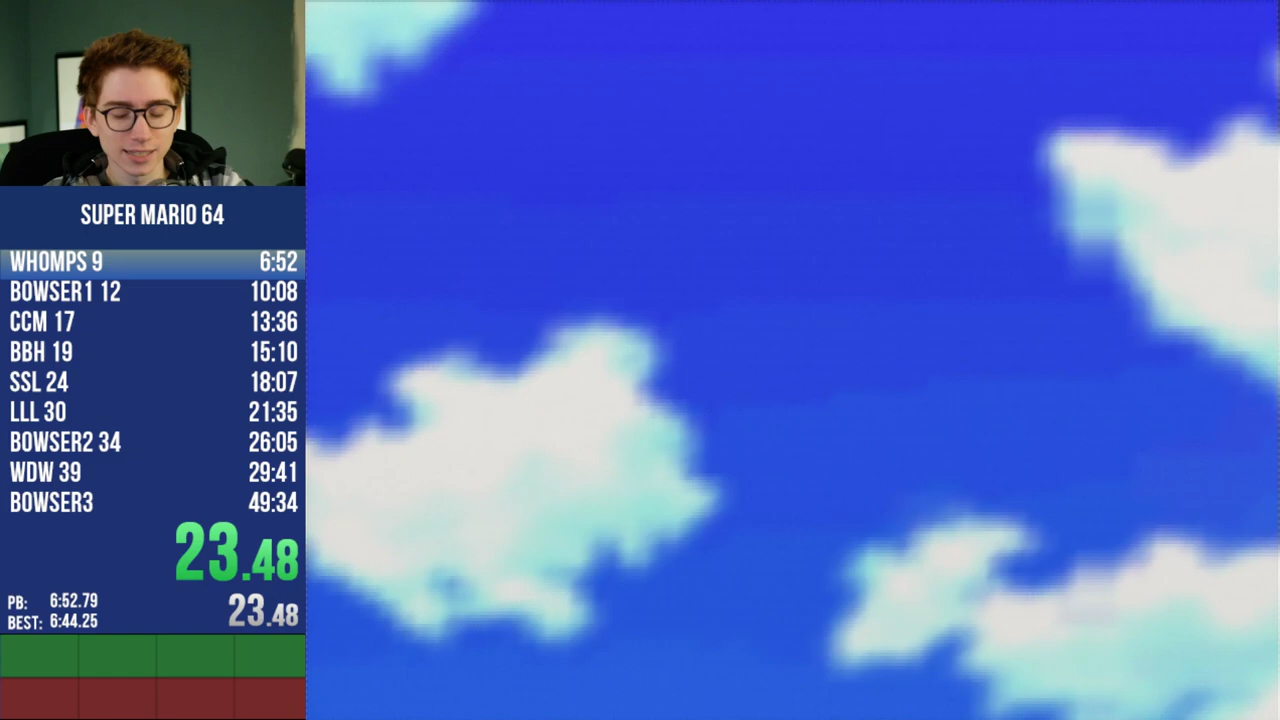 SUPER MARIO 64
WHOMPS 9 6:52
BOWSER1 12 10:08
CCM 17 13:36
BBH 19 15:10
SSL 24 18:07
LLL 30 21:35
BOWSER2 34 26:05
WDW 39 29:41
BOWSER3 49:34
23.48
PB: 6:52.79
BEST: 6:44.25
23.48